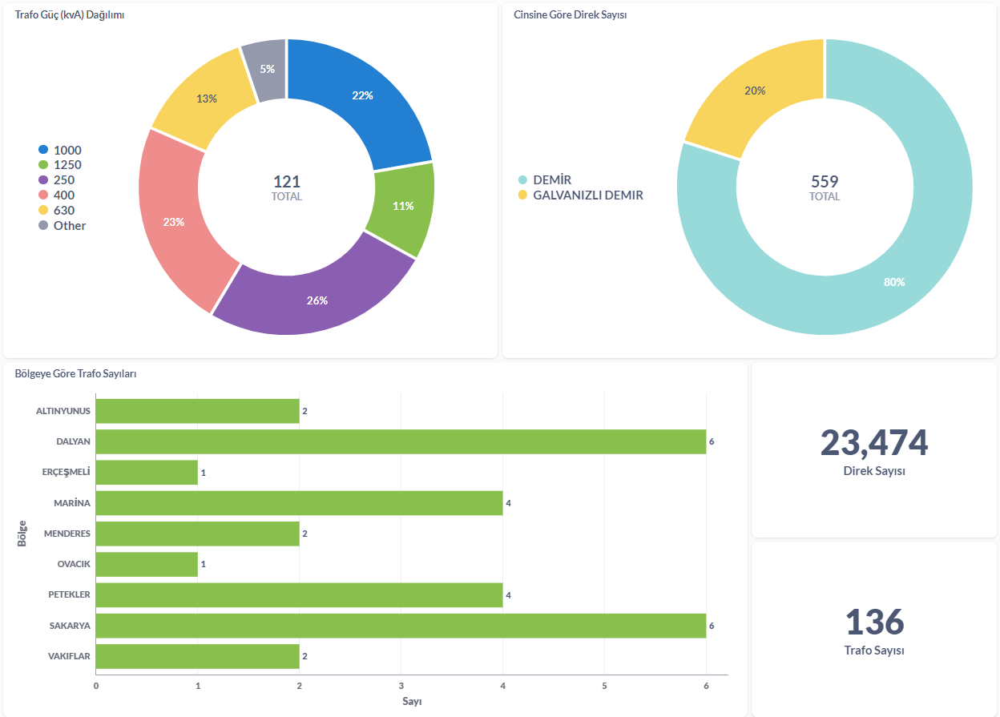 Trafo Güç (kvA) Dağılımı
22%
11%
26%
23%
13%
5%
121
TOTAL
1000
1250
250
400
630
Other
Cinsine Göre Direk Sayısı
20%
80%
559
TOTAL
DEMİR
GALVANIZLI DEMIR
Bölgeye Göre Trafo Sayıları
Bölge
ALTINYUNUS 2
DALYAN 6
ERÇEŞMELİ 1
MARİNA 4
MENDERES 2
OVACIK 1
PETEKLER 4
SAKARYA 6
VAKIFLAR 2
0 1 2 3 4 5 6
Sayı
23,474
Direk Sayısı
136
Trafo Sayısı